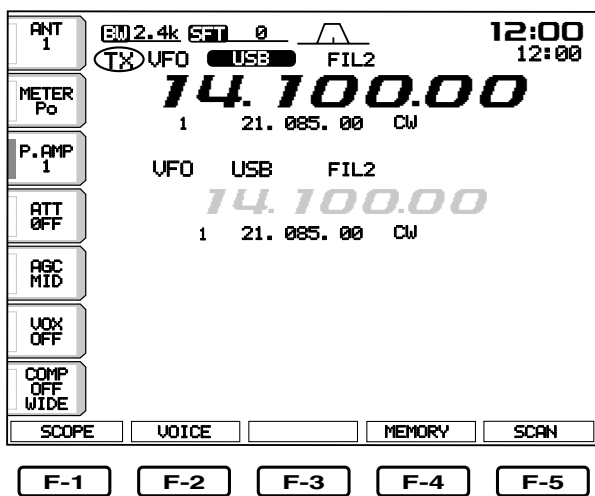 ANT
1
BW 2.4k SFT 0
12:00
TX VFO USB FIL2
12:00
METER
Po
14.100.00
1 21.085.00 CW
P.AMP
1
VFO USB FIL2
14.100.00
ATT
OFF
1 21.085.00 CW
AGC
MID
VOX
OFF
COMP
OFF
WIDE
SCOPE VOICE MEMORY SCAN
F-1 F-2 F-3 F-4 F-5